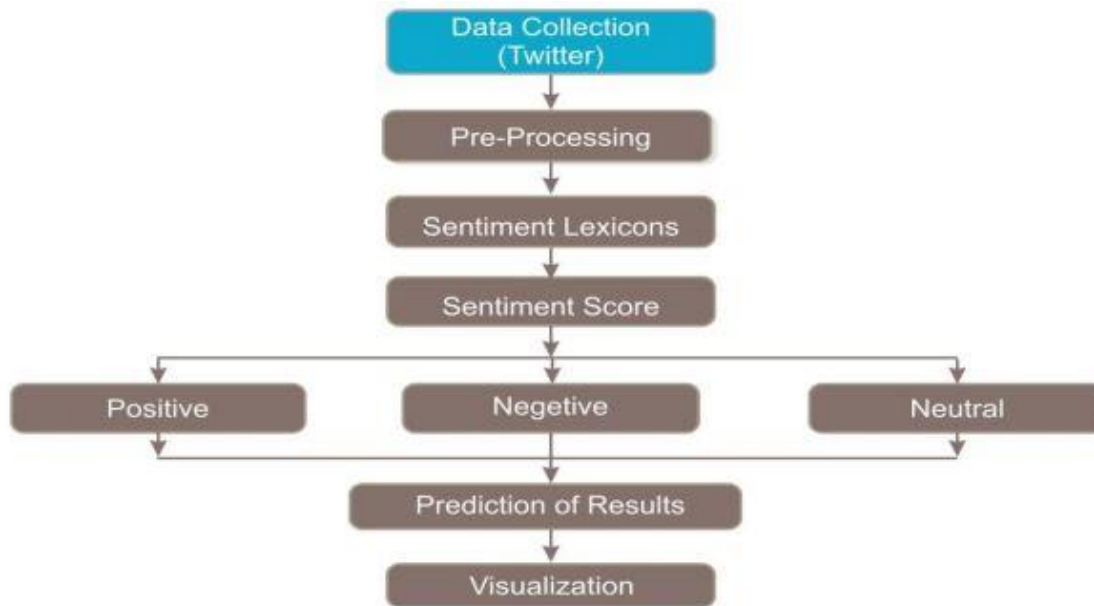 Data Collection
(Twitter)
Pre-Processing
Sentiment Lexicons
Sentiment Score
Positive
Negetive
Neutral
Prediction of Results
Visualization